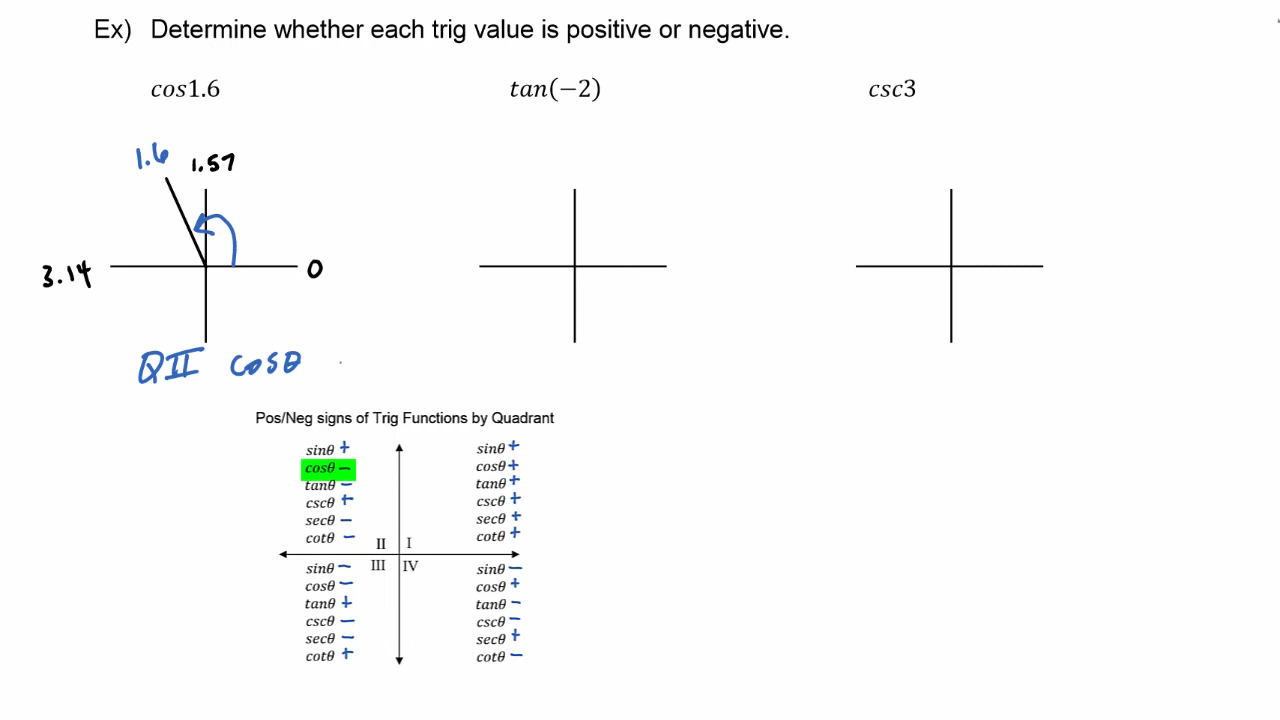 Ex) Determine whether each trig value is positive or negative.
cos1.6
tan(−2)
csc3
1.6
1.57
3.14
0
QII cosθ
Pos/Neg signs of Trig Functions by Quadrant
sinθ +
cosθ −
tanθ −
cscθ +
secθ −
cotθ −
sinθ +
cosθ +
tanθ +
cscθ +
secθ +
cotθ +
II
I
III
IV
sinθ −
cosθ −
tanθ +
cscθ −
secθ −
cotθ +
sinθ −
cosθ +
tanθ −
cscθ −
secθ +
cotθ −